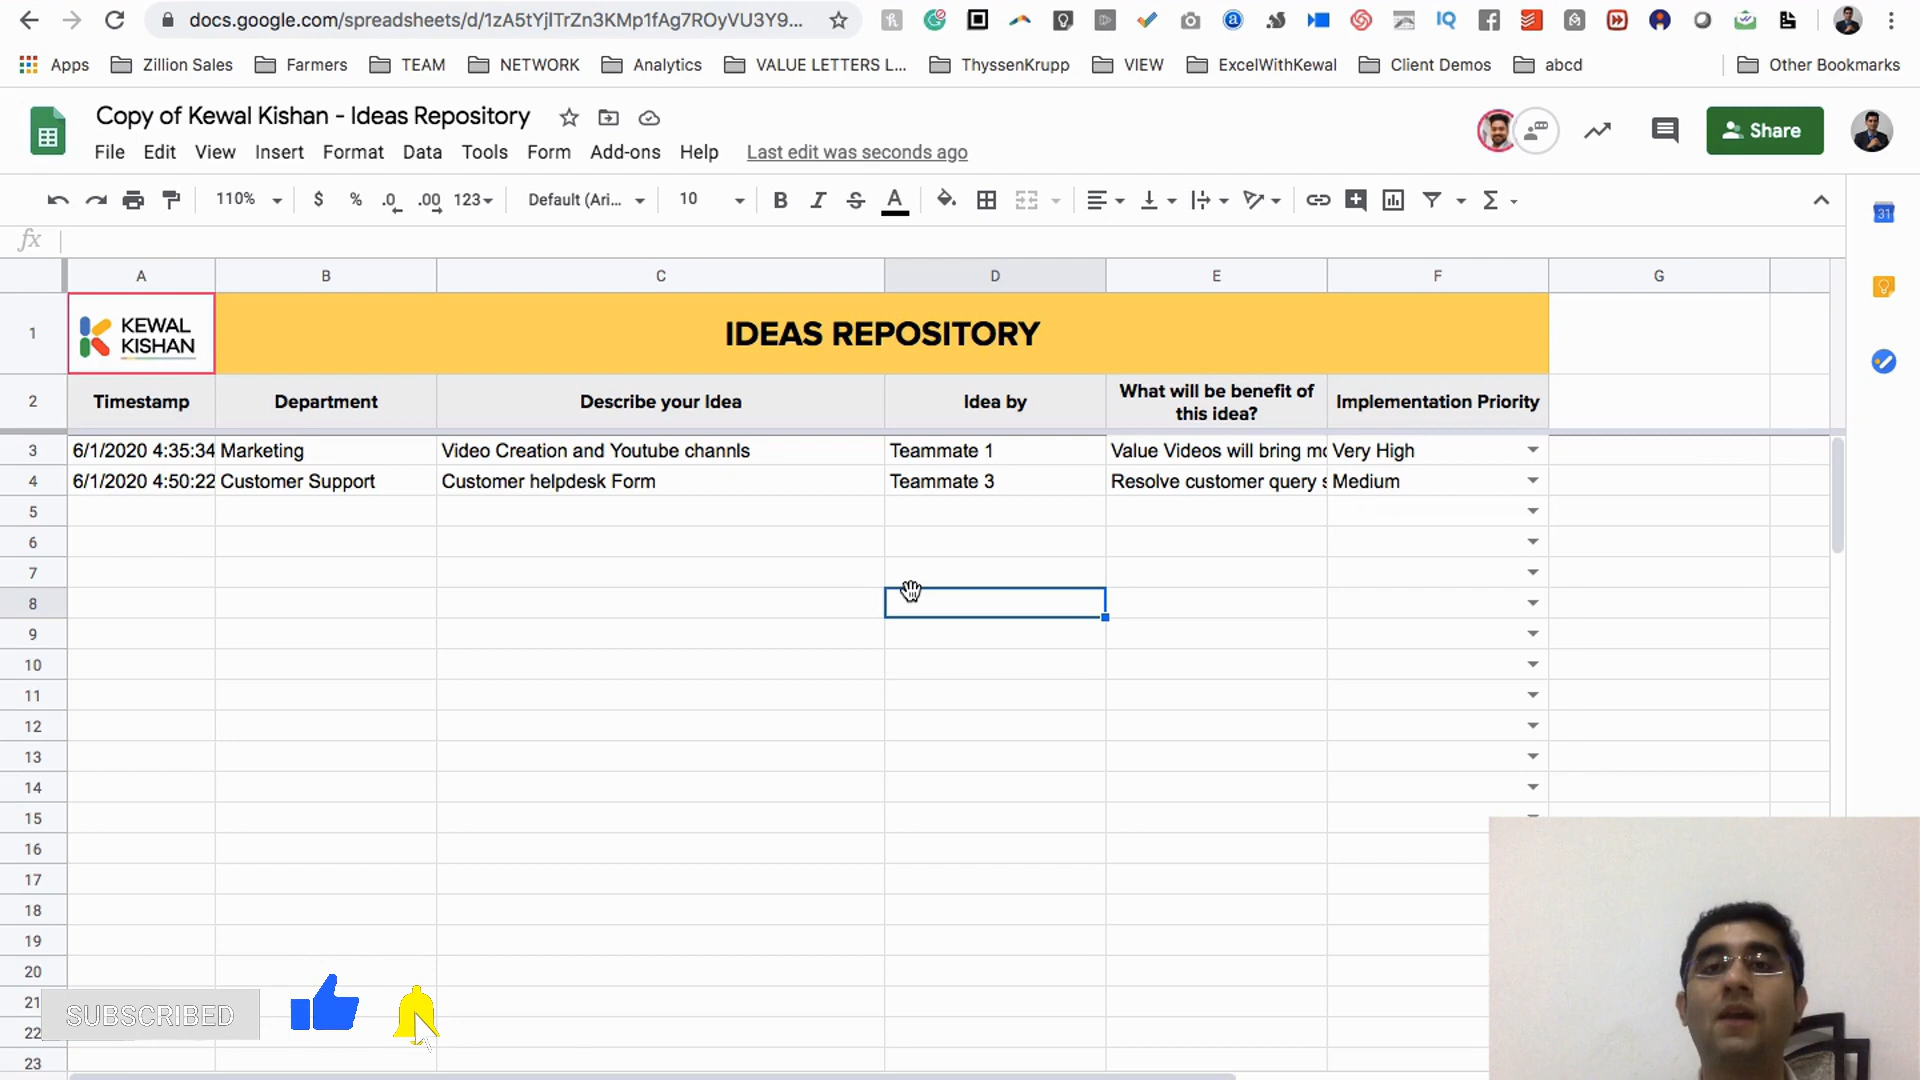 docs.google.com/spreadsheets/d/1zA5tYjlTrZn3KMp1fAg7ROyVU3Y9...
Apps Zillion Sales Farmers TEAM NETWORK Analytics VALUE LETTERS L... ThyssenKrupp VIEW ExcelWithKewal Client Demos abcd Other Bookmarks
Copy of Kewal Kishan - Ideas Repository
Share
File Edit View Insert Format Data Tools Form Add-ons Help Last edit was seconds ago
110% $ % .0 .00 123 Default (Ari... 10 B I S A Σ
31
fx
A B C D E F G
1 KEWAL KISHAN IDEAS REPOSITORY
2 Timestamp Department Describe your Idea Idea by What will be benefit of this idea? Implementation Priority
3 6/1/2020 4:35:34 Marketing Video Creation and Youtube channls Teammate 1 Value Videos will bring mo Very High
4 6/1/2020 4:50:22 Customer Support Customer helpdesk Form Teammate 3 Resolve customer query s Medium
5
6
7
8
9
10
11
12
13
14
15
16
17
18
19
20
21
SUBSCRIBED
22
23